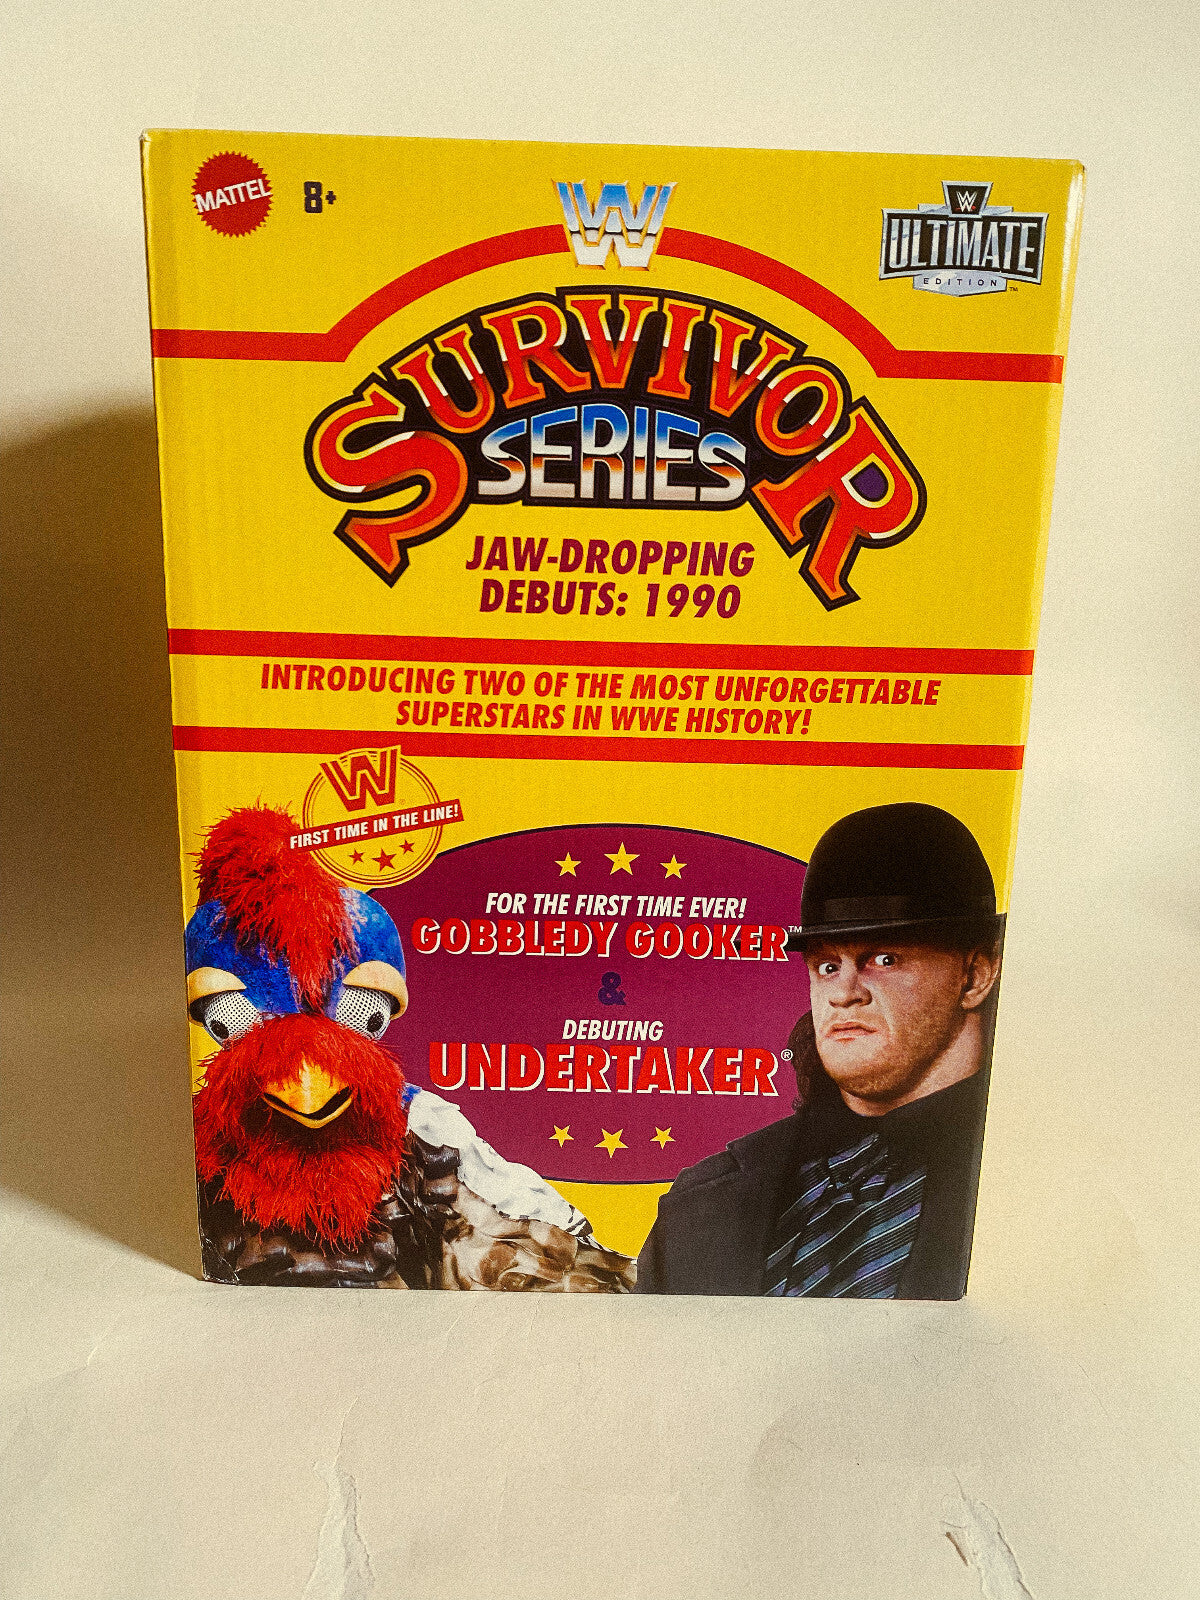 MATTEL
8+
W
W
ULTIMATE
EDITION™
SURVIVOR
SERIES
JAW-DROPPING
DEBUTS: 1990
INTRODUCING TWO OF THE MOST UNFORGETTABLE
SUPERSTARS IN WWE HISTORY!
W
FIRST TIME IN THE LINE!
FOR THE FIRST TIME EVER!
GOBBLEDY GOOKER™
&
DEBUTING
UNDERTAKER®